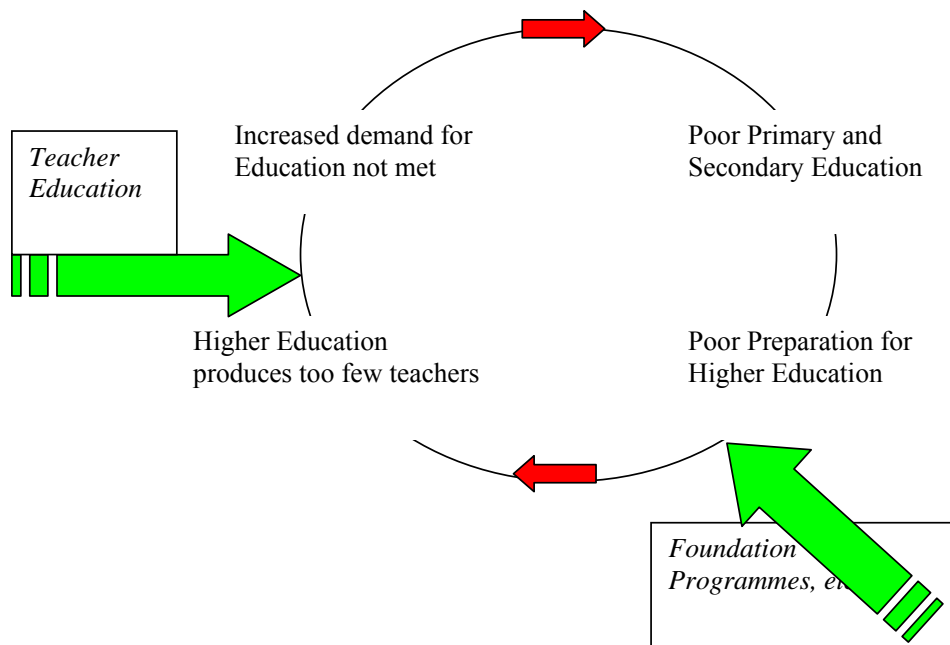 Increased demand for
Education not met
Poor Primary and
Secondary Education
Teacher
Education
Higher Education
produces too few teachers
Poor Preparation for
Higher Education
Foundation
Programmes,